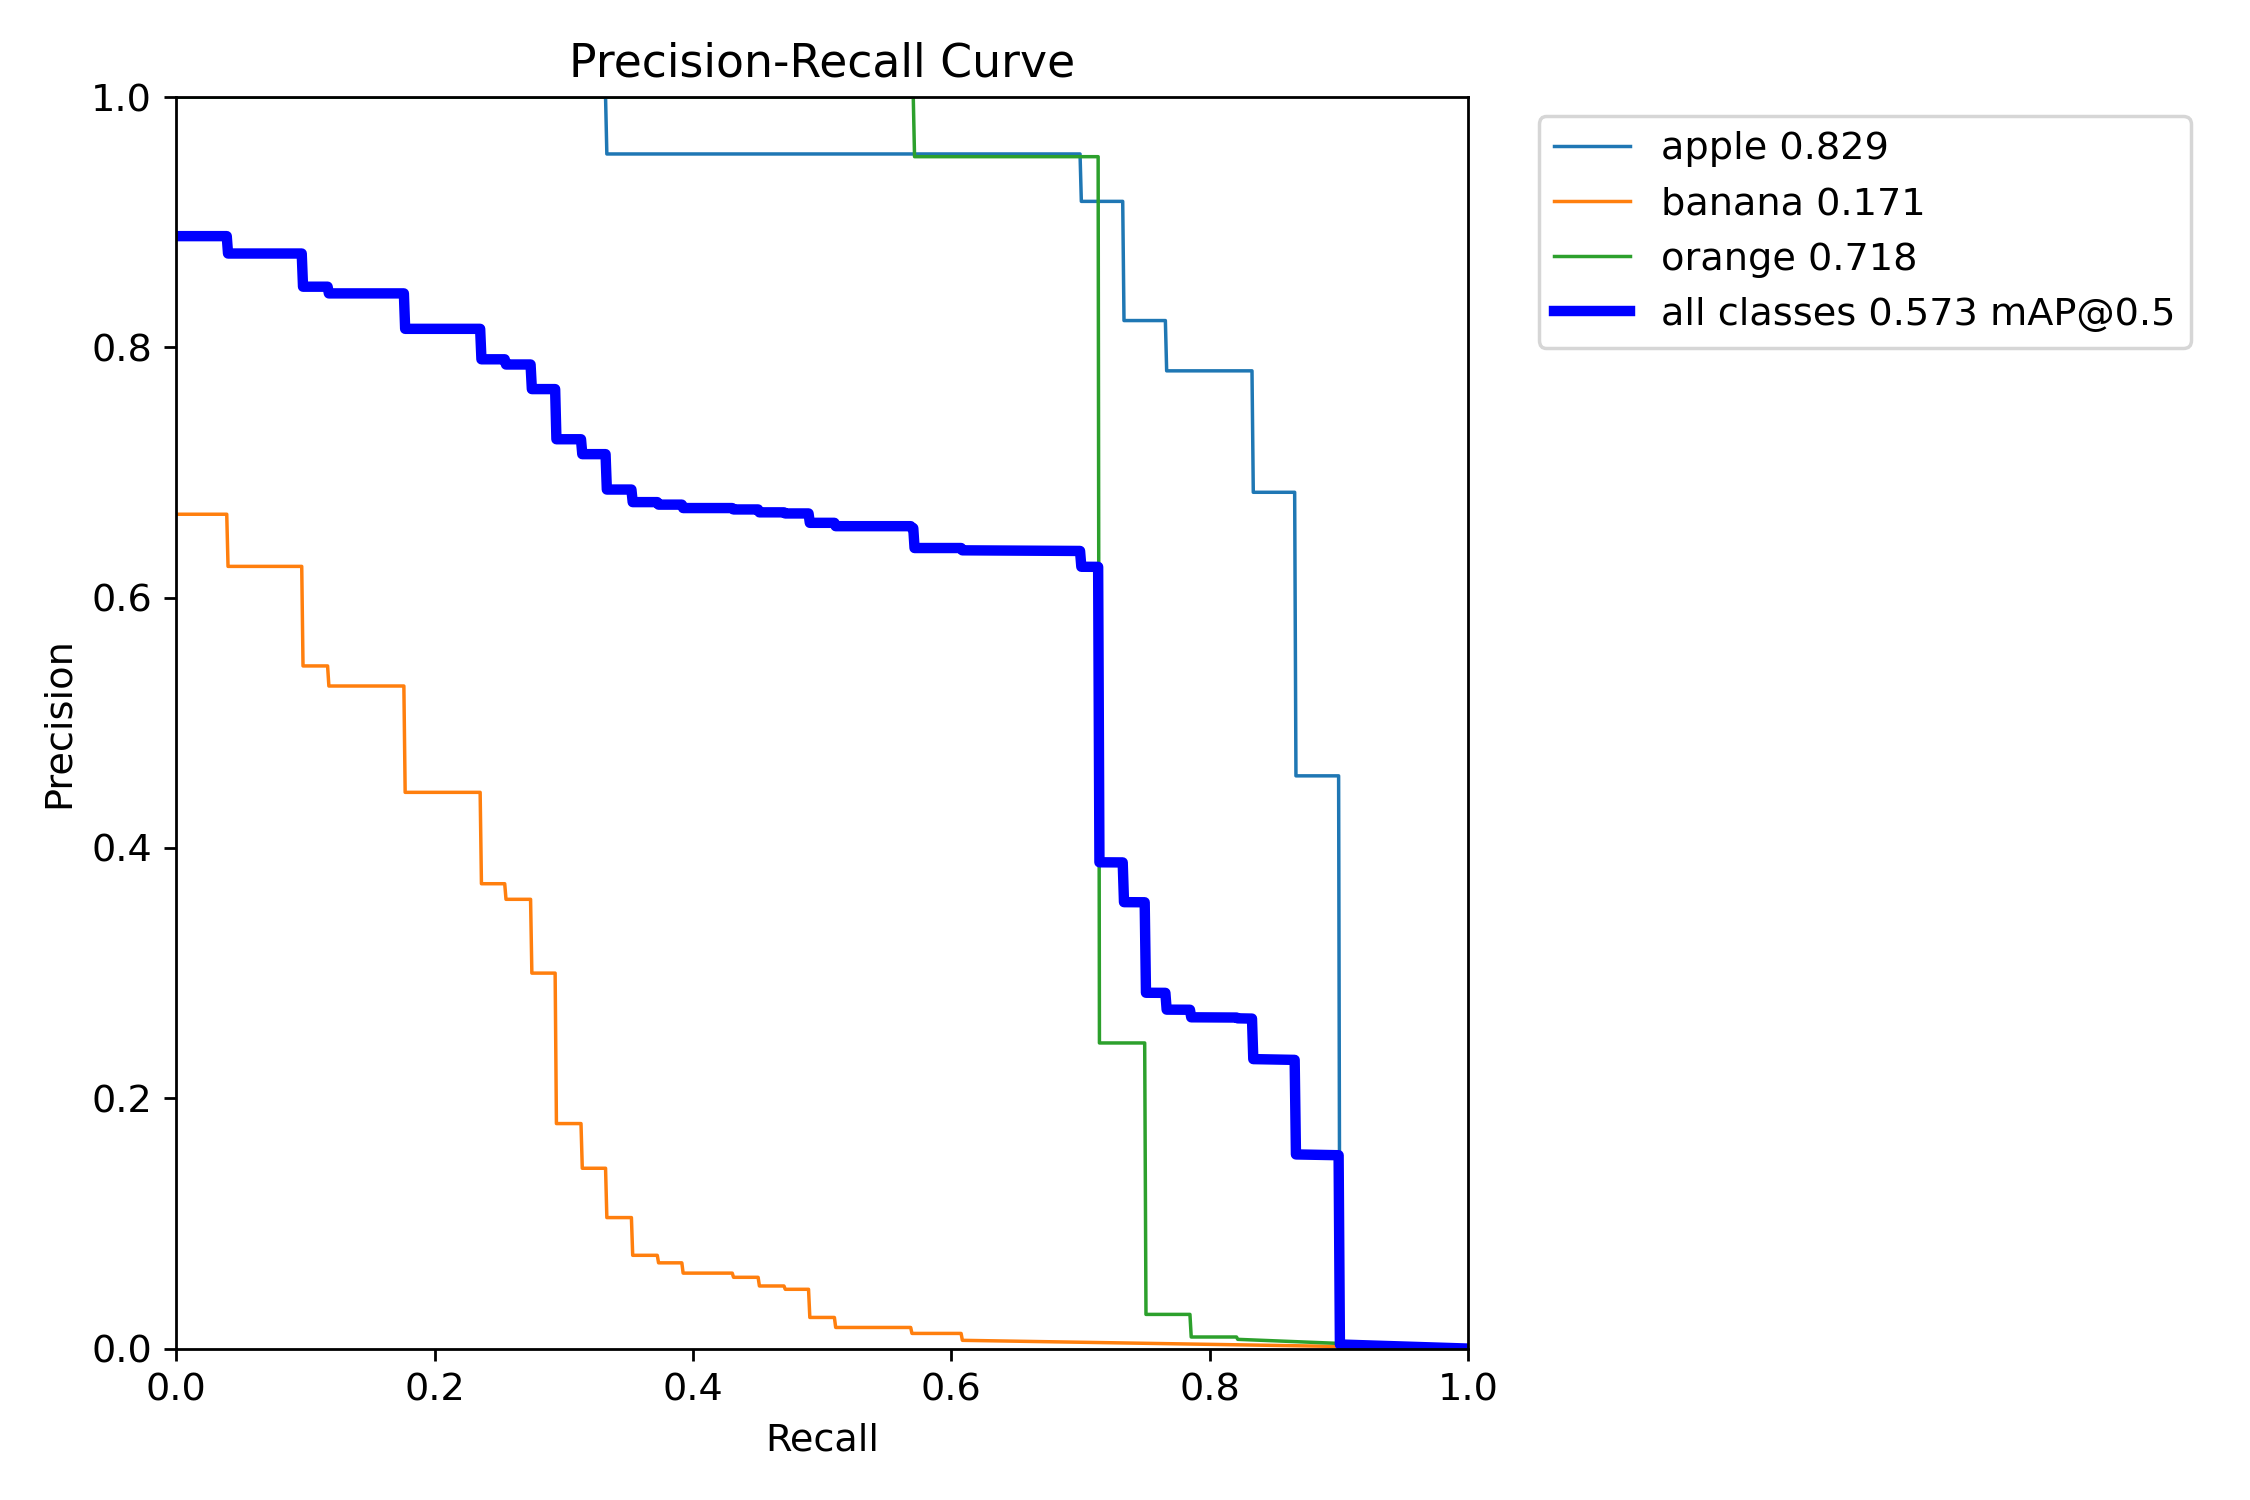 Precision-Recall Curve
1.0
0.8
0.6
0.4
0.2
0.0
Precision
0.0 0.2 0.4 0.6 0.8 1.0
Recall
apple 0.829
banana 0.171
orange 0.718
all classes 0.573 mAP@0.5